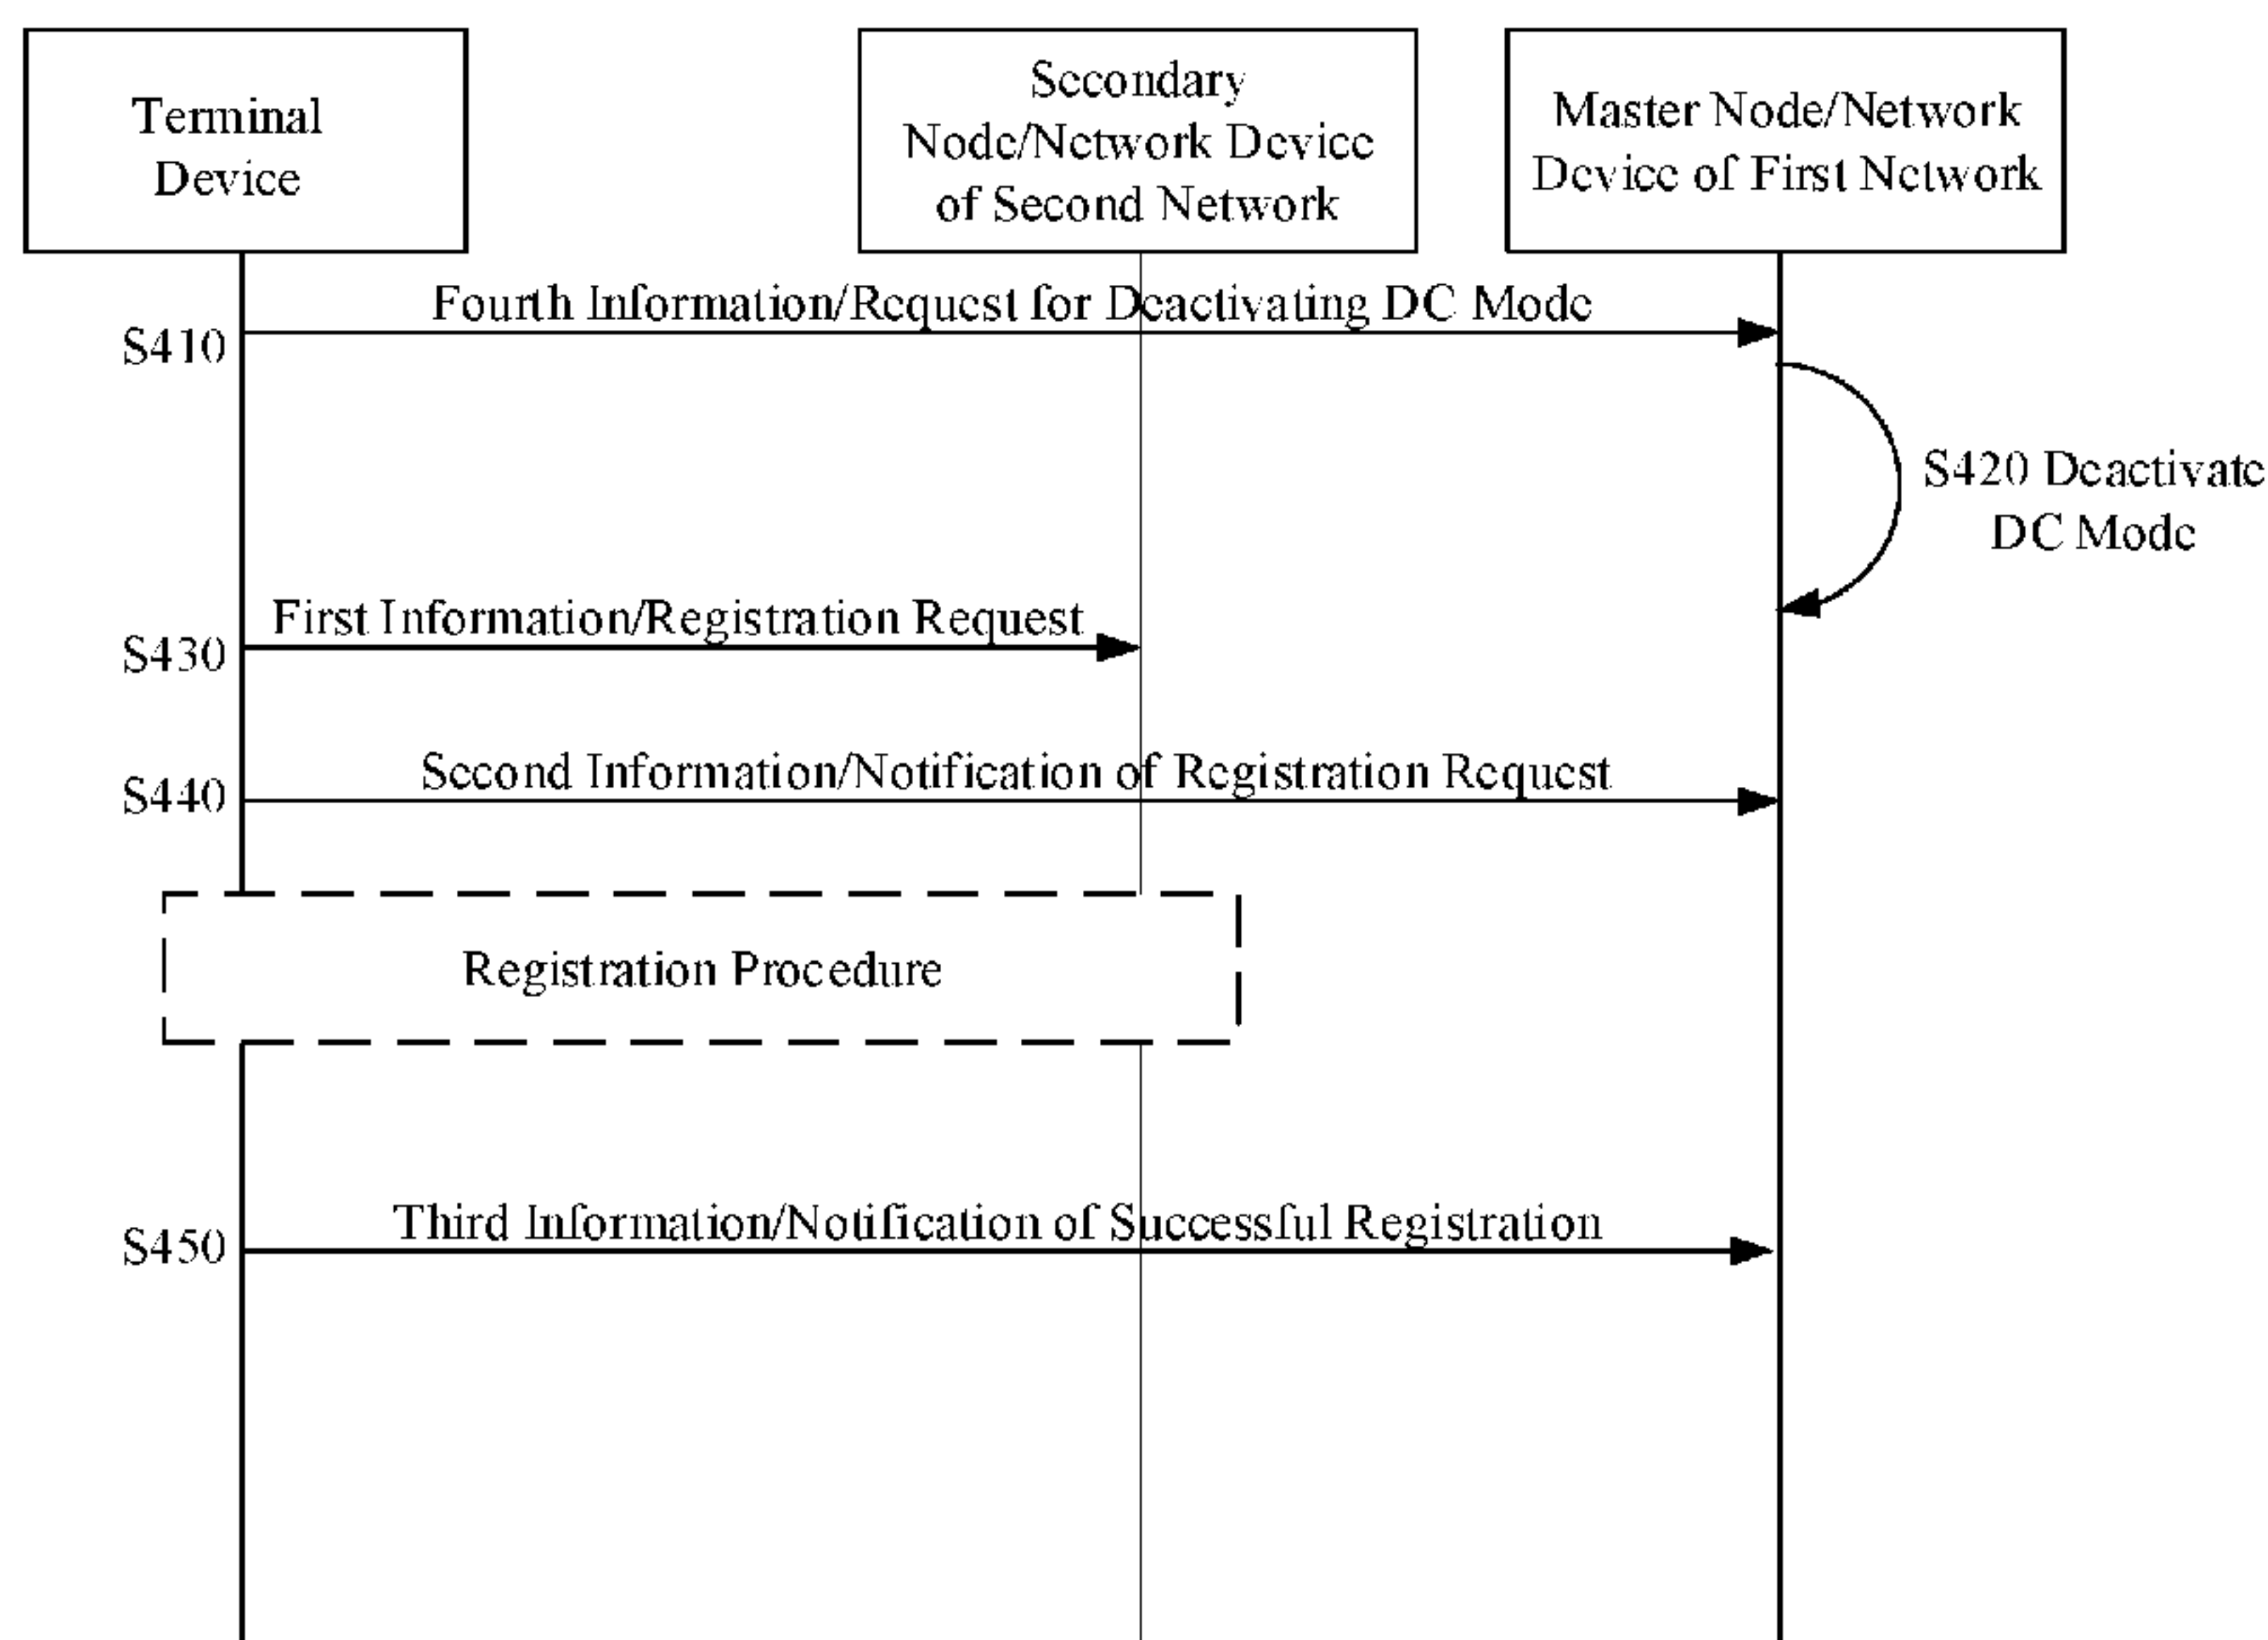 Terminal
Device
Secondary
Node/Network Device
of Second Network
Master Node/Network
Device of First Network
Fourth Information/Request for Deactivating DC Mode
S410
S420 Deactivate
DC Mode
First Information/Registration Request
S430
Second Information/Notification of Registration Request
S440
Registration Procedure
Third Information/Notification of Successful Registration
S450